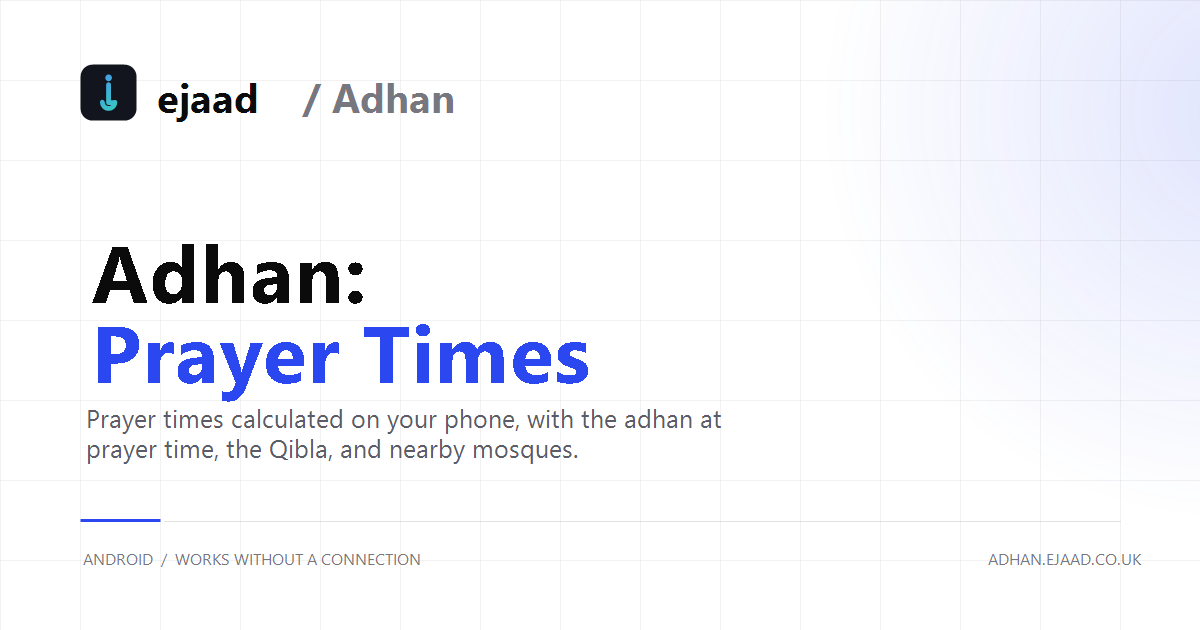 ejaad / Adhan
Adhan:
Prayer Times
Prayer times calculated on your phone, with the adhan at
prayer time, the Qibla, and nearby mosques.
ANDROID / WORKS WITHOUT A CONNECTION
ADHAN.EJAAD.CO.UK